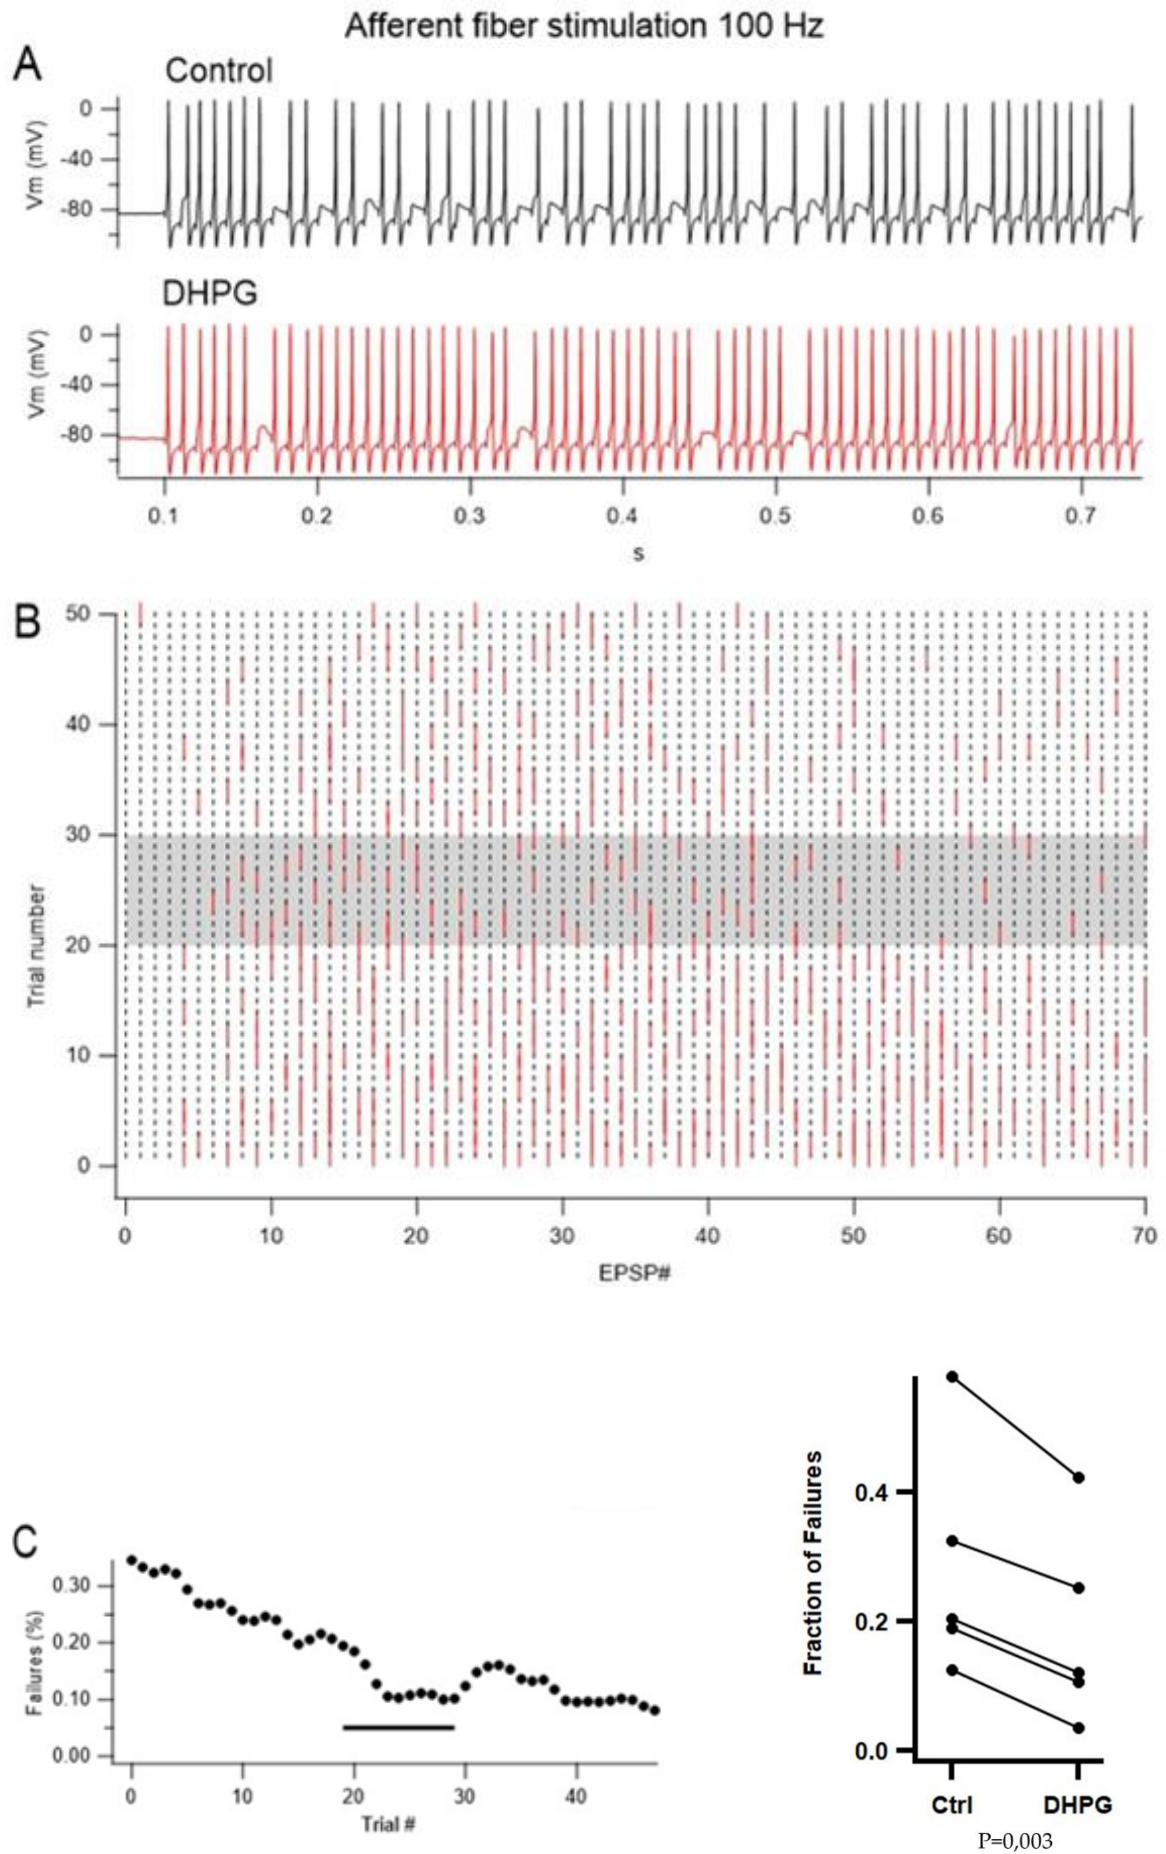 Afferent fiber stimulation 100 Hz
A
Control
Vm (mV)
0
-40
-80
DHPG
Vm (mV)
0
-40
-80
0.1 0.2 0.3 0.4 0.5 0.6 0.7
s
B
Trial number
50
40
30
20
10
0
0 10 20 30 40 50 60 70
EPSP#
C
Failures (%)
0.30
0.20
0.10
0.00
0 10 20 30 40
Trial #
Fraction of Failures
0.4
0.2
0.0
Ctrl DHPG
P=0,003